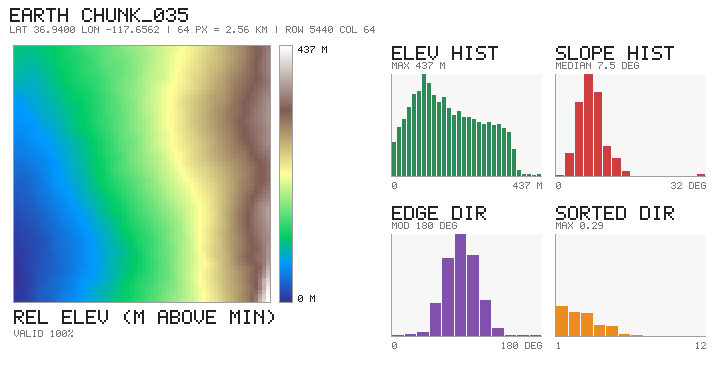 EARTH CHUNK_035
LAT 36.9400 LON -117.6562 | 64 PX = 2.56 KM | ROW 5440 COL 64
437 M
0 M
REL ELEV (M ABOVE MIN)
VALID 100%
ELEV HIST
MAX 437 M
0 437 M
SLOPE HIST
MEDIAN 7.5 DEG
0 32 DEG
EDGE DIR
MOD 180 DEG
0 180 DEG
SORTED DIR
MAX 0.29
1 12